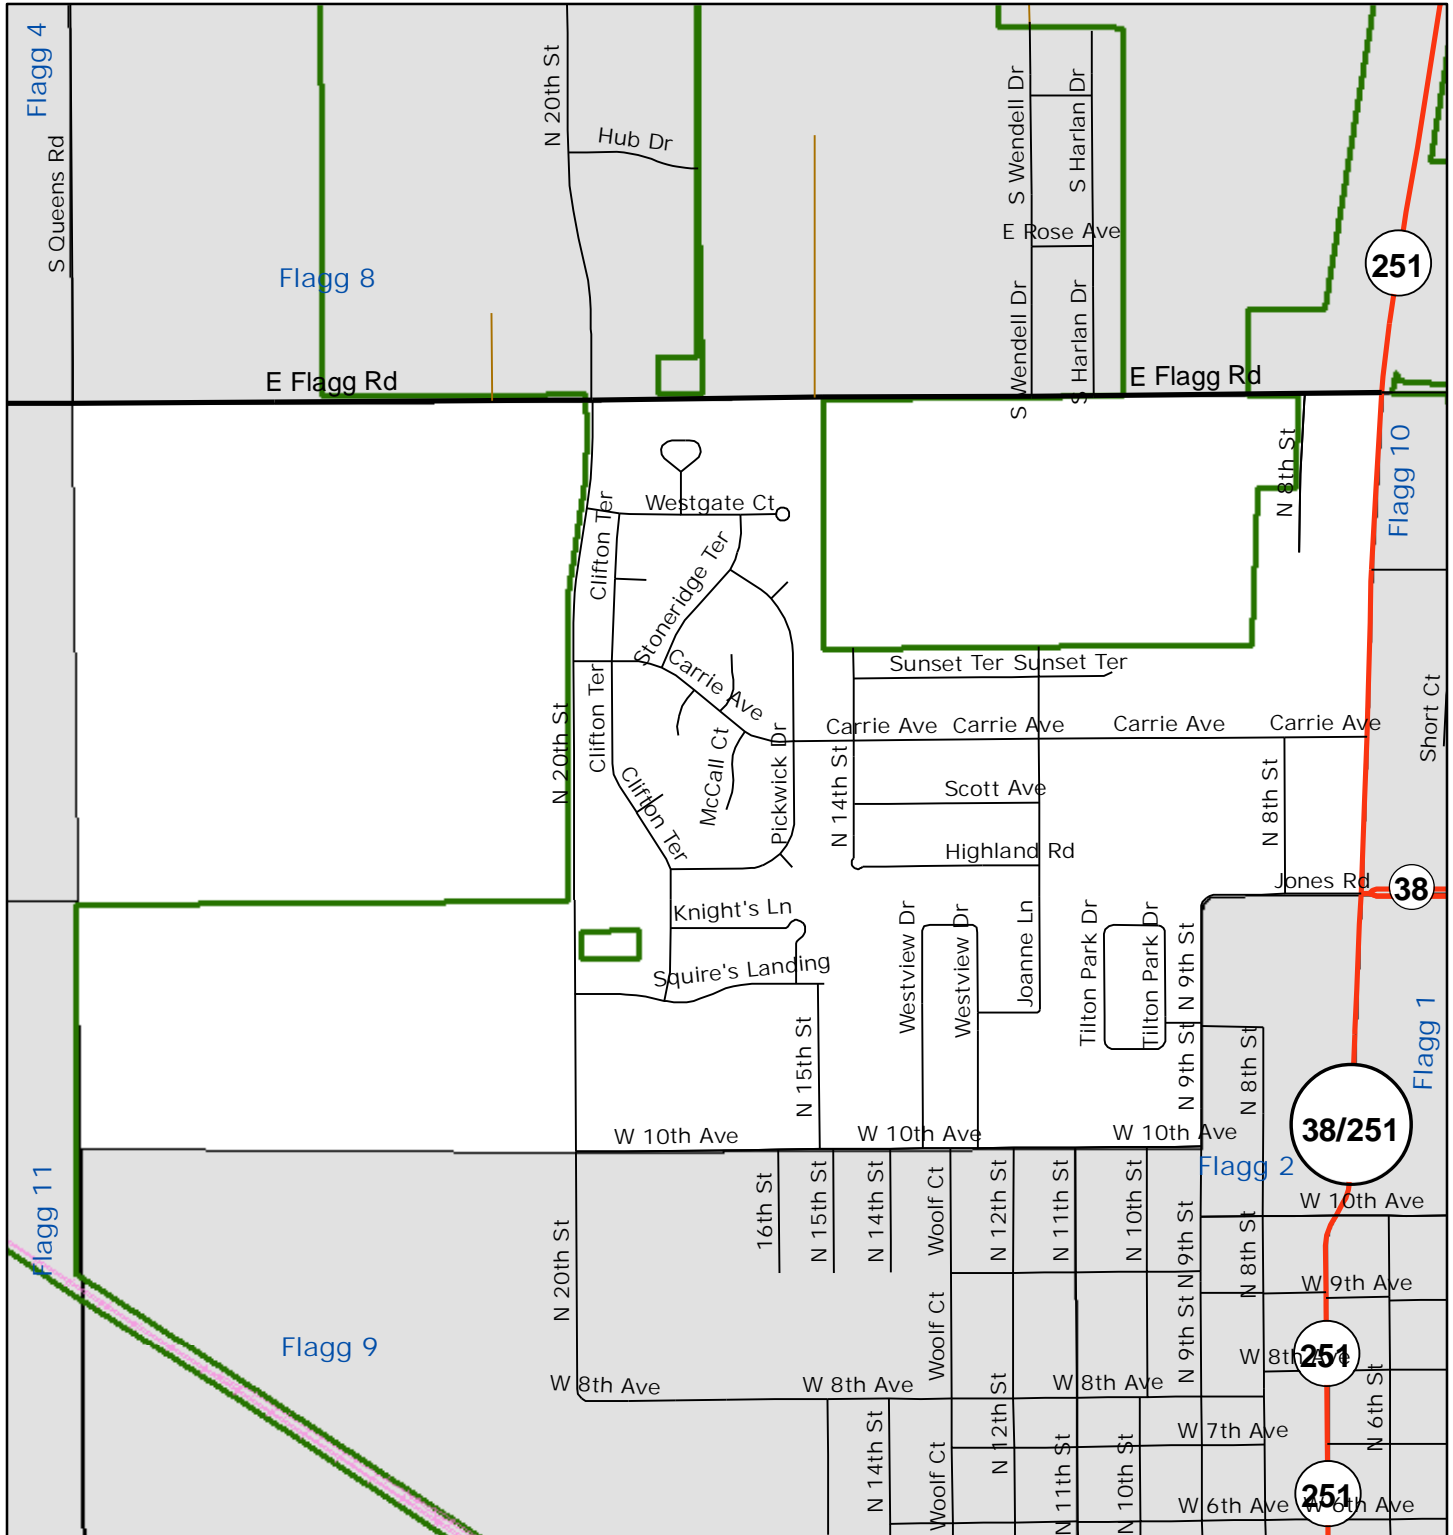 Flagg 4
S Queens Rd
N 20th St
Hub Dr
S Wendell Dr
S Harlan Dr
E Rose Ave
251
Flagg 8
S Wendell Dr
S Harlan Dr
E Flagg Rd
E Flagg Rd
N 8th St
Flagg 10
Westgate Ct
Clifton Ter
Stoneridge Ter
Carrie Ave
Sunset Ter
Sunset Ter
Clifton Ter
N 20th St
McCall Ct
Pickwick Dr
Carrie Ave
Carrie Ave
Carrie Ave
Carrie Ave
Short Ct
N 14th St
Scott Ave
N 8th St
Clifton Ter
Highland Rd
Jones Rd
38
Knight's Ln
Westview Dr
Westview Dr
Joanne Ln
Tilton Park Dr
Tilton Park Dr
N 9th St
Squire's Landing
N 15th St
N 9th St
N 8th St
Flagg 1
38/251
W 10th Ave
W 10th Ave
W 10th Ave
Flagg 2
Flagg 11
16th St
N 15th St
N 14th St
Woolf Ct
N 12th St
N 11th St
N 10th St
N 9th St
N 8th St
W 10th Ave
N 20th St
W 9th Ave
Flagg 9
Woolf Ct
N 9th St
251
W 8th Ave
W 8th Ave
W 8th Ave
W 8th Ave
N 6th St
N 14th St
Woolf Ct
N 12th St
N 11th St
N 10th St
W 7th Ave
251
W 6th Ave
W 6th Ave